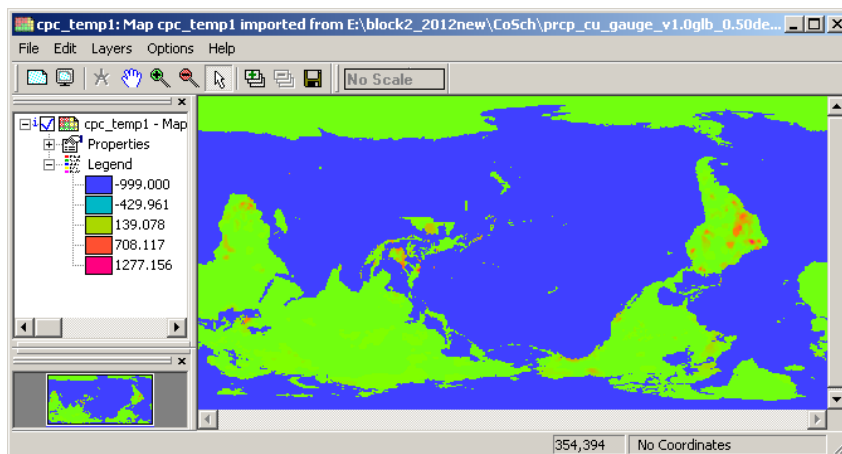 cpc_temp1: Map cpc_temp1 imported from E:\block2_2012new\CoSch\prcp_cu_gauge_v1.0glb_0.50de...
File Edit Layers Options Help
No Scale
cpc_temp1 - Map
Properties
Legend
-999.000
-429.961
139.078
708.117
1277.156
354,394 No Coordinates